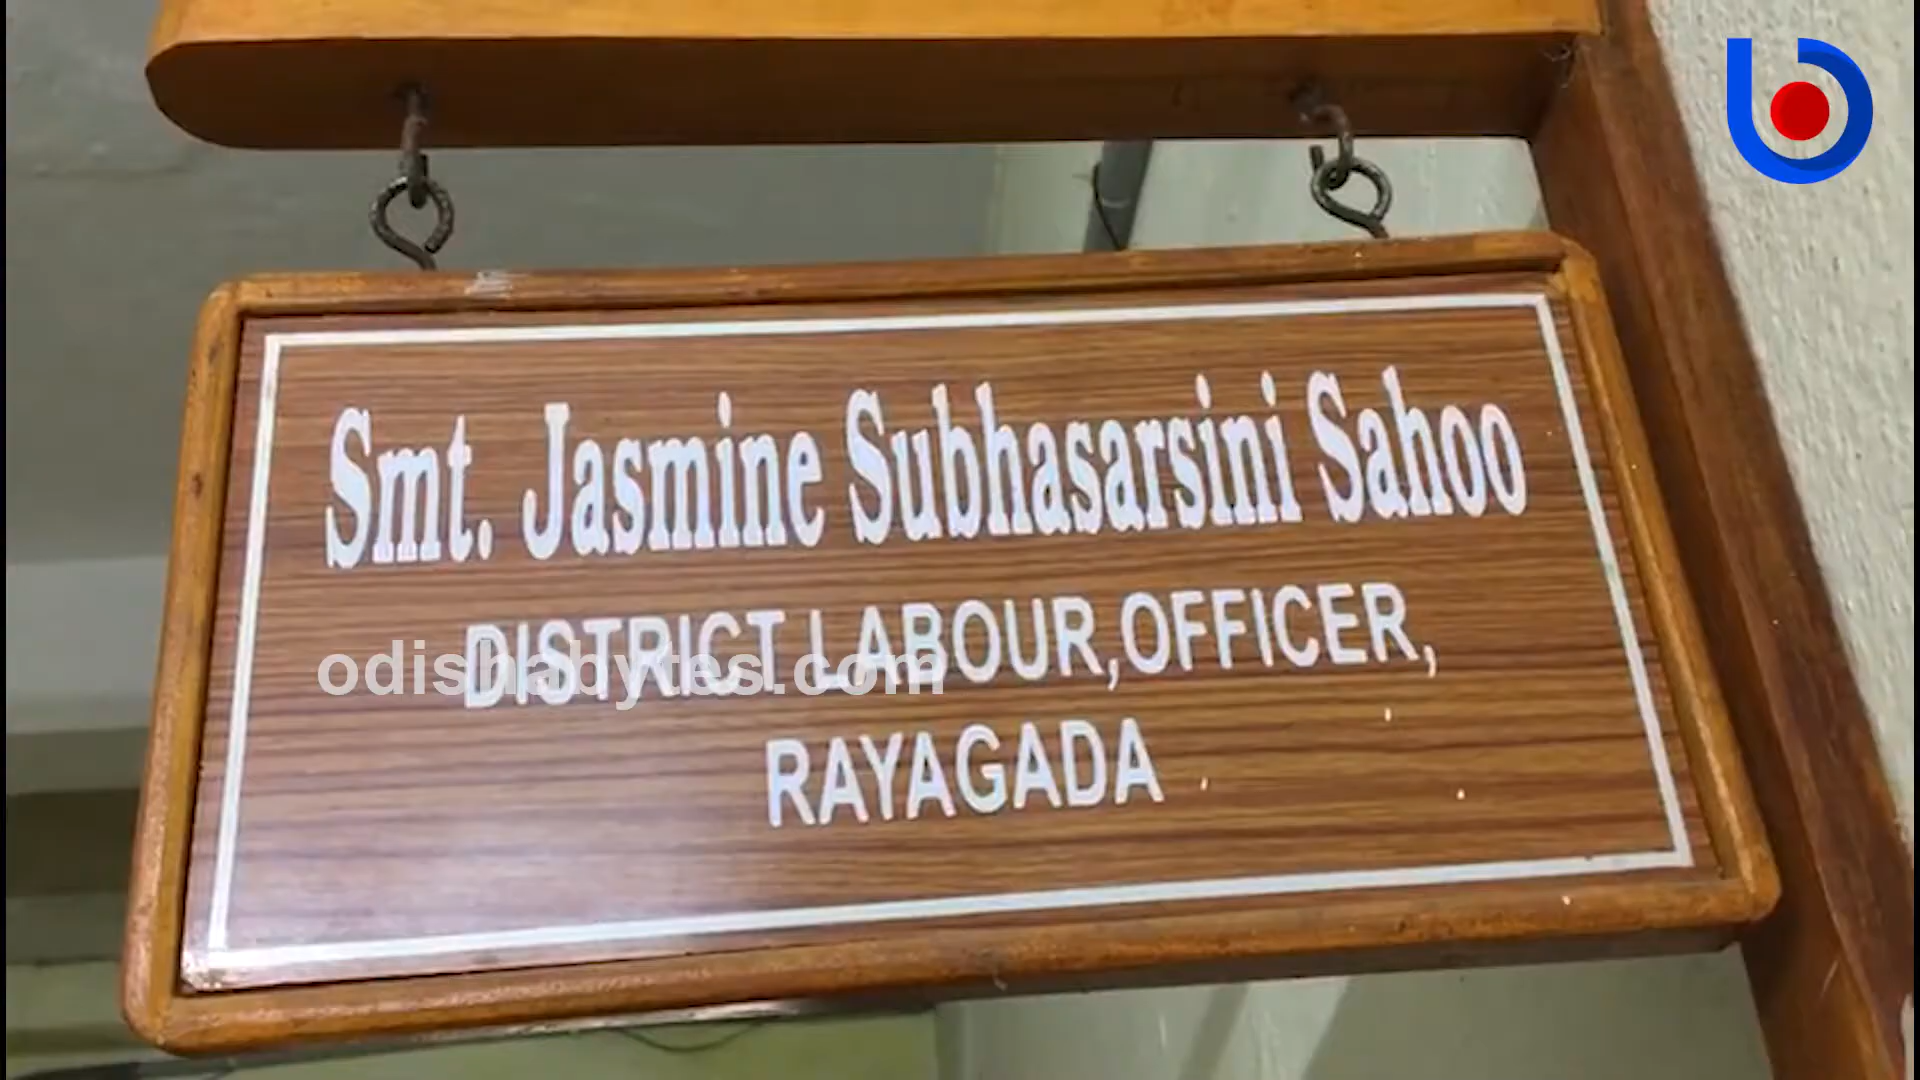 Smt. Jasmine Subhasarsini Sahoo
DISTRICT LABOUR,OFFICER,
odishabytes.com
RAYAGADA